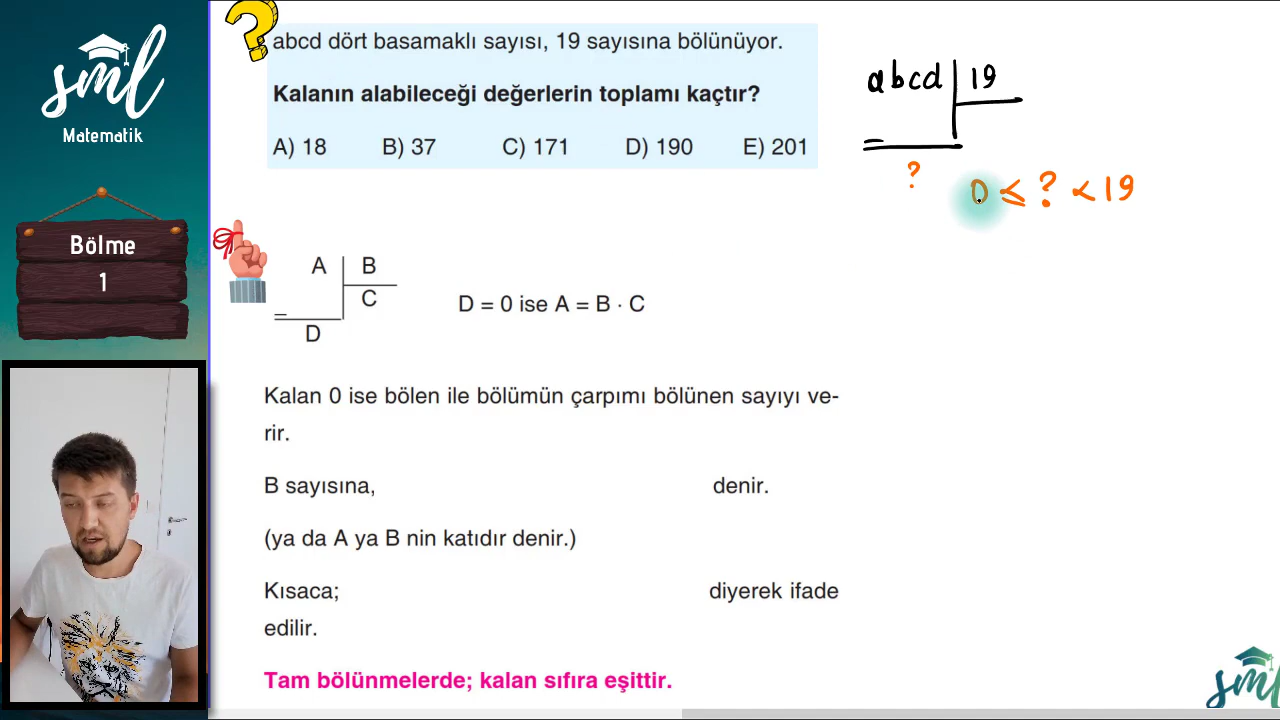 sml
Matematik
Bölme
1
abcd dört basamaklı sayısı, 19 sayısına bölünüyor.
Kalanın alabileceği değerlerin toplamı kaçtır?
A) 18 B) 37 C) 171 D) 190 E) 201
abcd 19
?
0 ≤ ? < 19
A B
C
D
D = 0 ise A = B · C
Kalan 0 ise bölen ile bölümün çarpımı bölünen sayıyı ve-
rir.
B sayısına, denir.
(ya da A ya B nin katıdır denir.)
Kısaca; diyerek ifade
edilir.
Tam bölünmelerde; kalan sıfıra eşittir.
sml